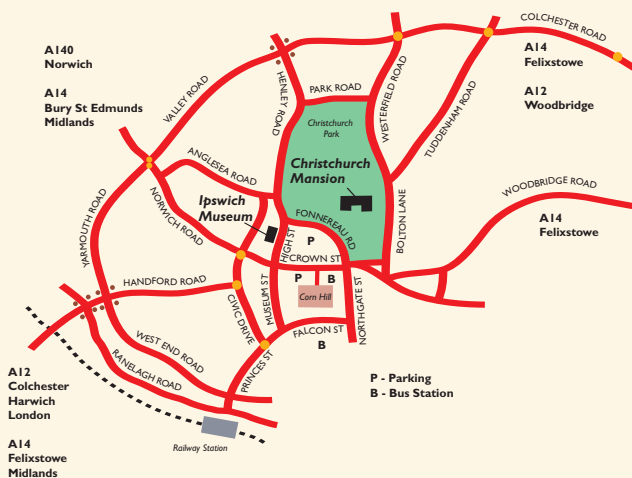 COLCHESTER ROAD
A140
Norwich
A14
Felixstowe
A14
Bury St Edmunds
Midlands
A12
Woodbridge
VALLEY ROAD
HENLEY ROAD
PARK ROAD
WESTERFIELD ROAD
TUDDENHAM ROAD
Christchurch
Park
Christchurch
Mansion
ANGLESEA ROAD
WOODBRIDGE ROAD
Ipswich
Museum
NORWICH ROAD
YARMOUTH ROAD
FONNEREAU RD
BOLTON LANE
A14
Felixstowe
HIGH ST
P
CROWN ST
HANDFORD ROAD
P
B
Corn Hill
MUSEUM ST
CIVIC DRIVE
NORTHGATE ST
FALCON ST
B
WEST END ROAD
RANELAGH ROAD
PRINCES ST
A12
Colchester
Harwich
London
P - Parking
B - Bus Station
A14
Felixstowe
Midlands
Railway Station